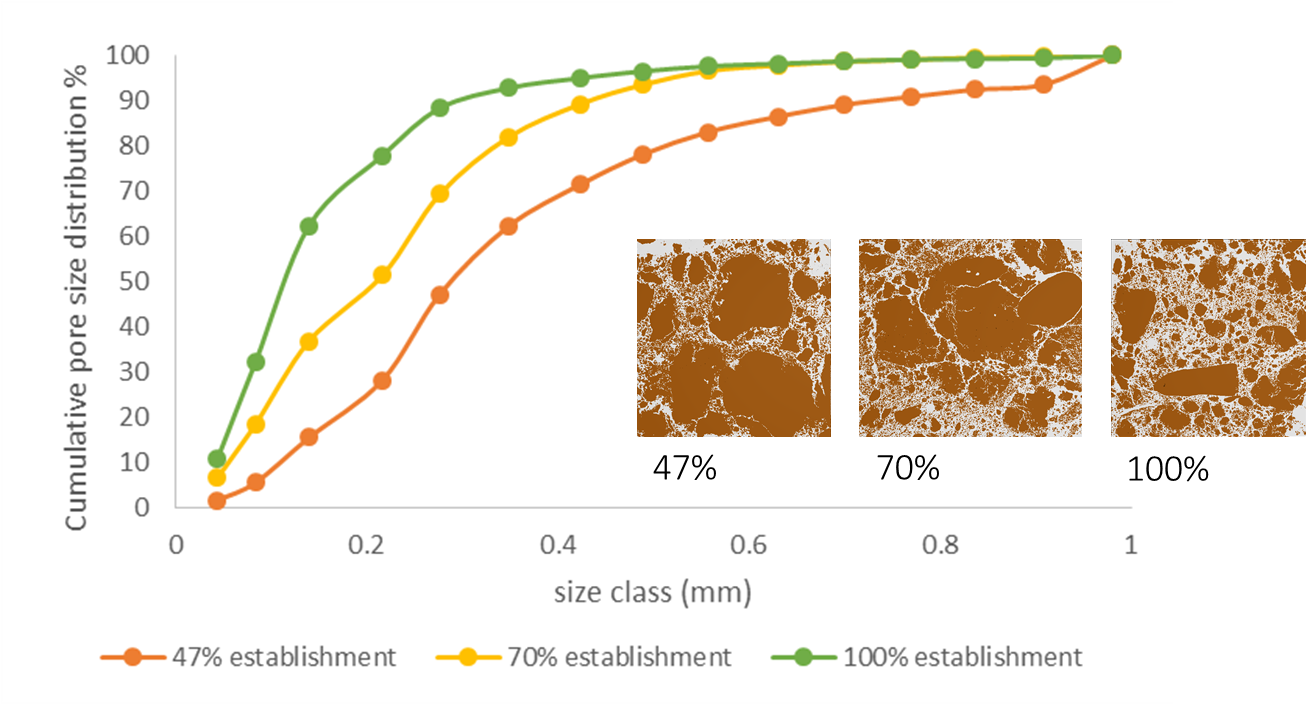 Cumulative pore size distribution %
100
90
80
70
60
50
40
30
20
10
0
0 0.2 0.4 0.6 0.8 1
size class (mm)
47% 70% 100%
47% establishment 70% establishment 100% establishment